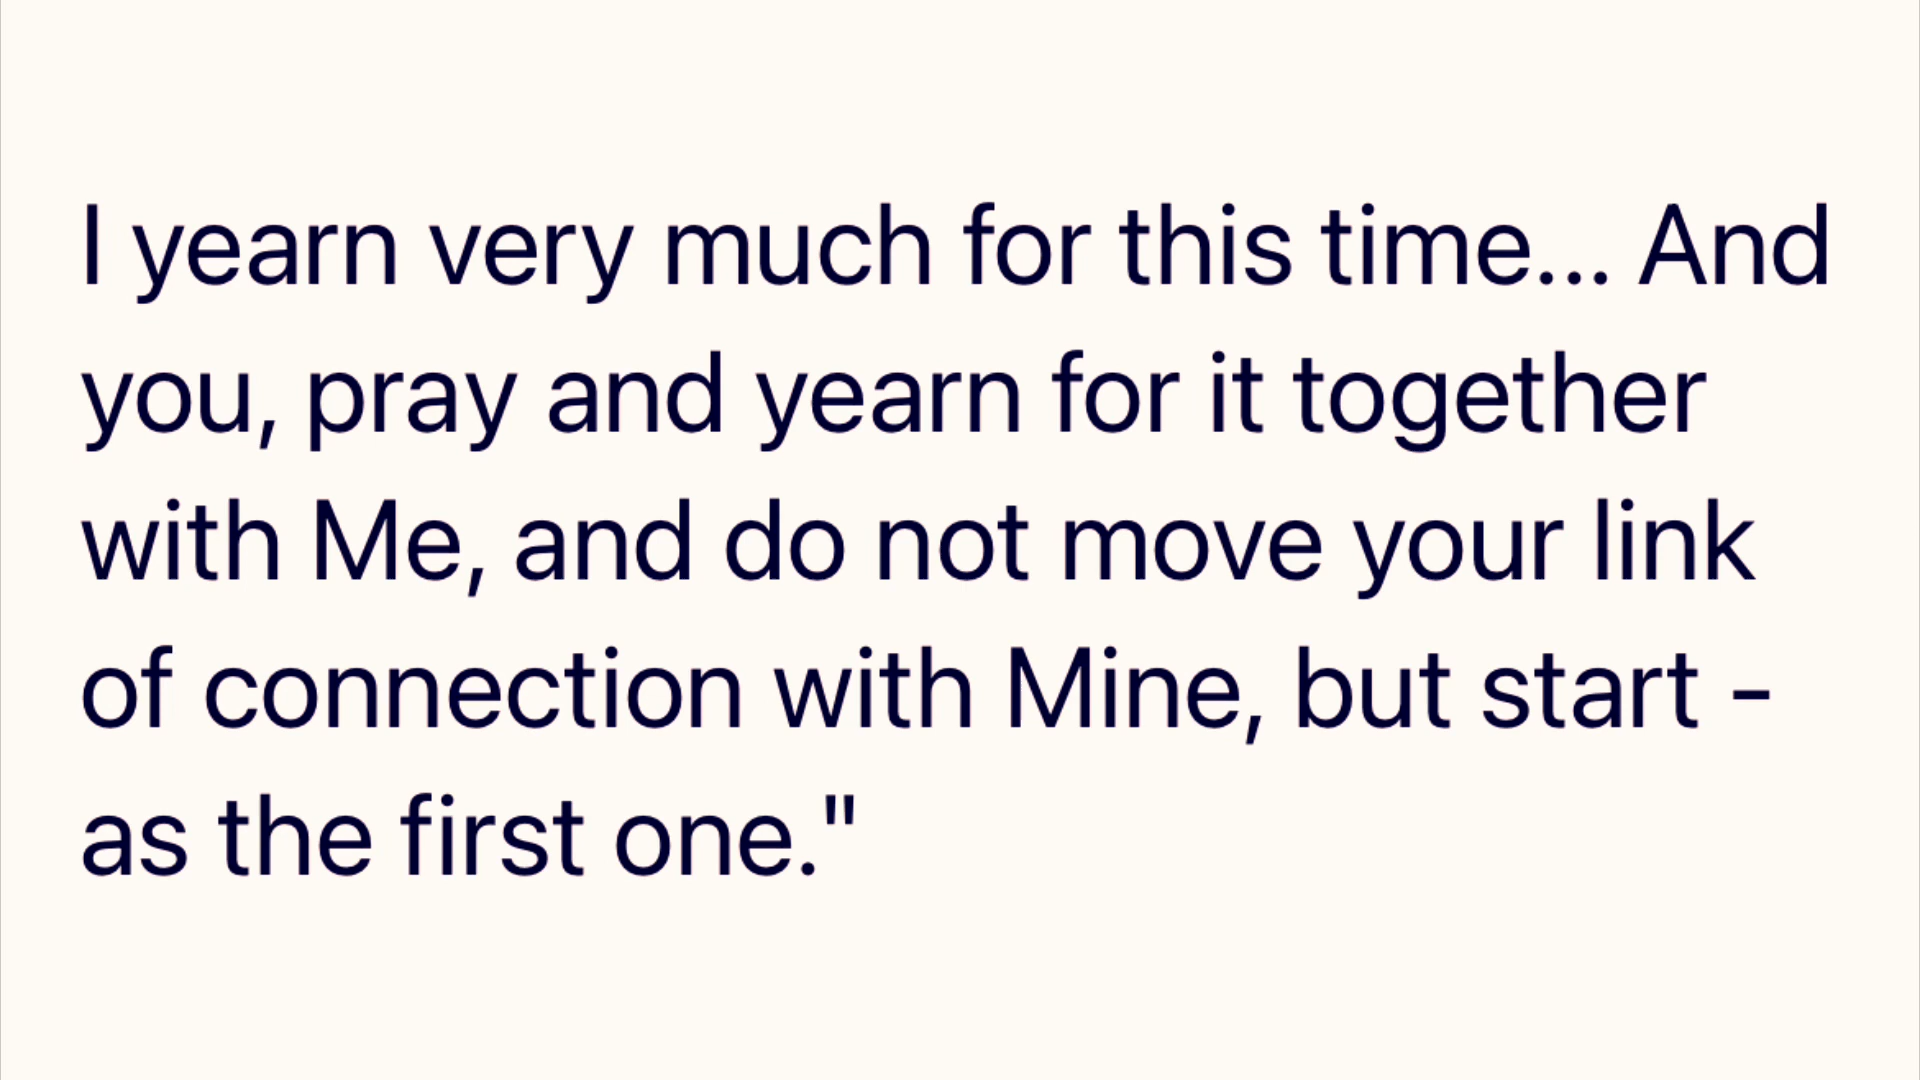 I yearn very much for this time... And
you, pray and yearn for it together
with Me, and do not move your link
of connection with Mine, but start -
as the first one."